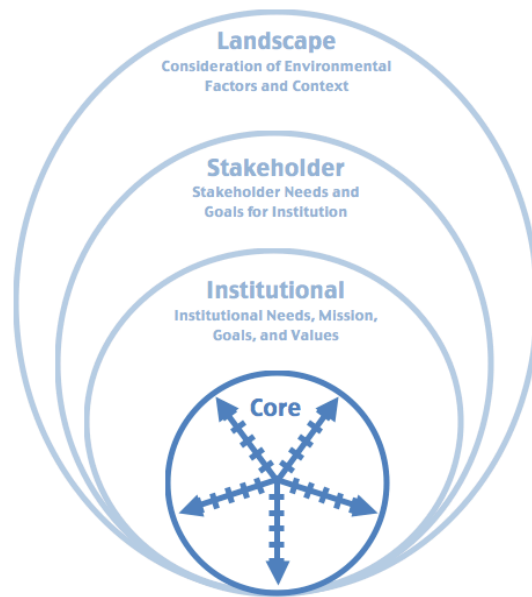 Landscape
Consideration of Environmental
Factors and Context
Stakeholder
Stakeholder Needs and
Goals for Institution
Institutional
Institutional Needs, Mission,
Goals, and Values
Core